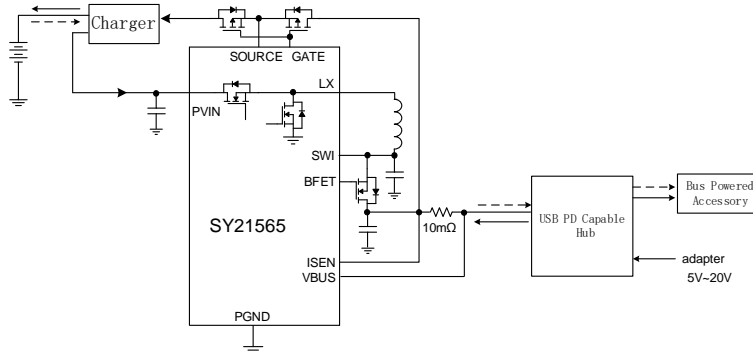 Charger
SOURCE GATE
LX
PVIN
SWI
BFET
SY21565
10mΩ
ISEN
VBUS
PGND
USB PD Capable
Hub
Bus Powered
Accessory
adapter
5V~20V